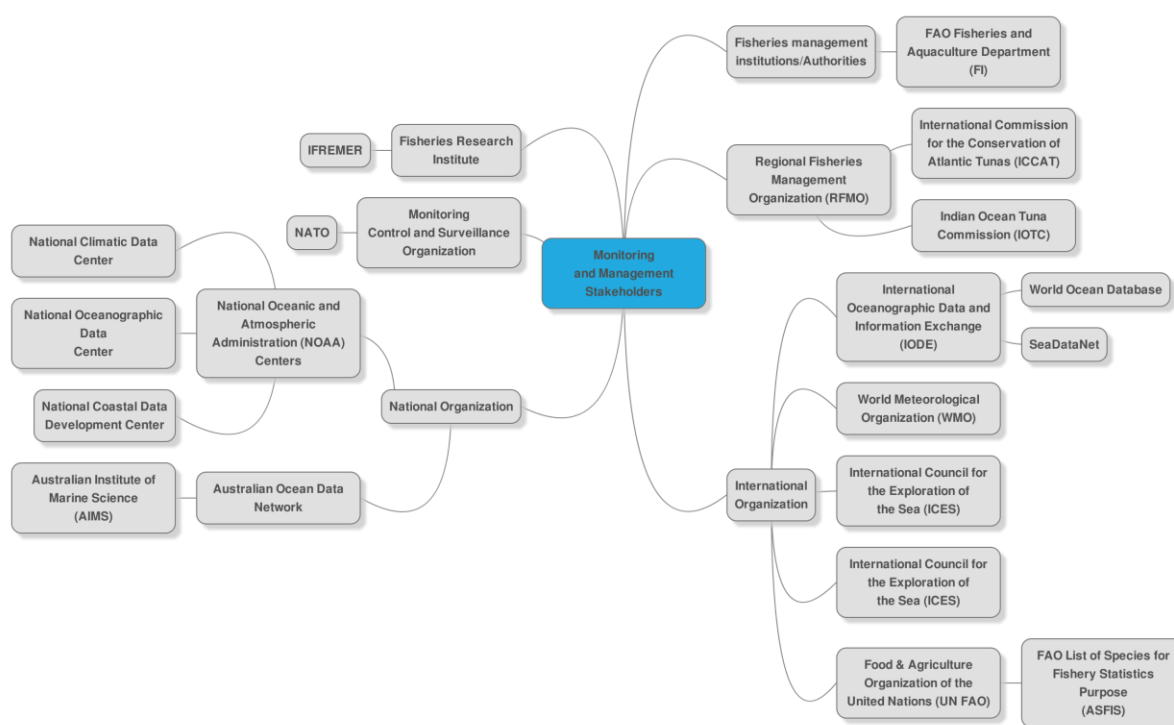 Fisheries management
institutions/Authorities
FAO Fisheries and
Aquaculture Department
(FI)
International Commission
for the Conservation of
Atlantic Tunas (ICCAT)
Regional Fisheries
Management
Organization (RFMO)
Indian Ocean Tuna
Commission (IOTC)
IFREMER
Fisheries Research
Institute
NATO
Monitoring
Control and Surveillance
Organization
Monitoring
and Management
Stakeholders
National Climatic Data
Center
National Oceanographic
Data
Center
National Oceanic and
Atmospheric
Administration (NOAA)
Centers
National Coastal Data
Development Center
National Organization
Australian Institute of
Marine Science
(AIMS)
Australian Ocean Data
Network
International
Oceanographic Data and
Information Exchange
(IODE)
World Ocean Database
SeaDataNet
World Meteorological
Organization (WMO)
International
Organization
International Council for
the Exploration of
the Sea (ICES)
International Council for
the Exploration of
the Sea (ICES)
Food & Agriculture
Organization of the
United Nations (UN FAO)
FAO List of Species for
Fishery Statistics
Purpose
(ASFIS)